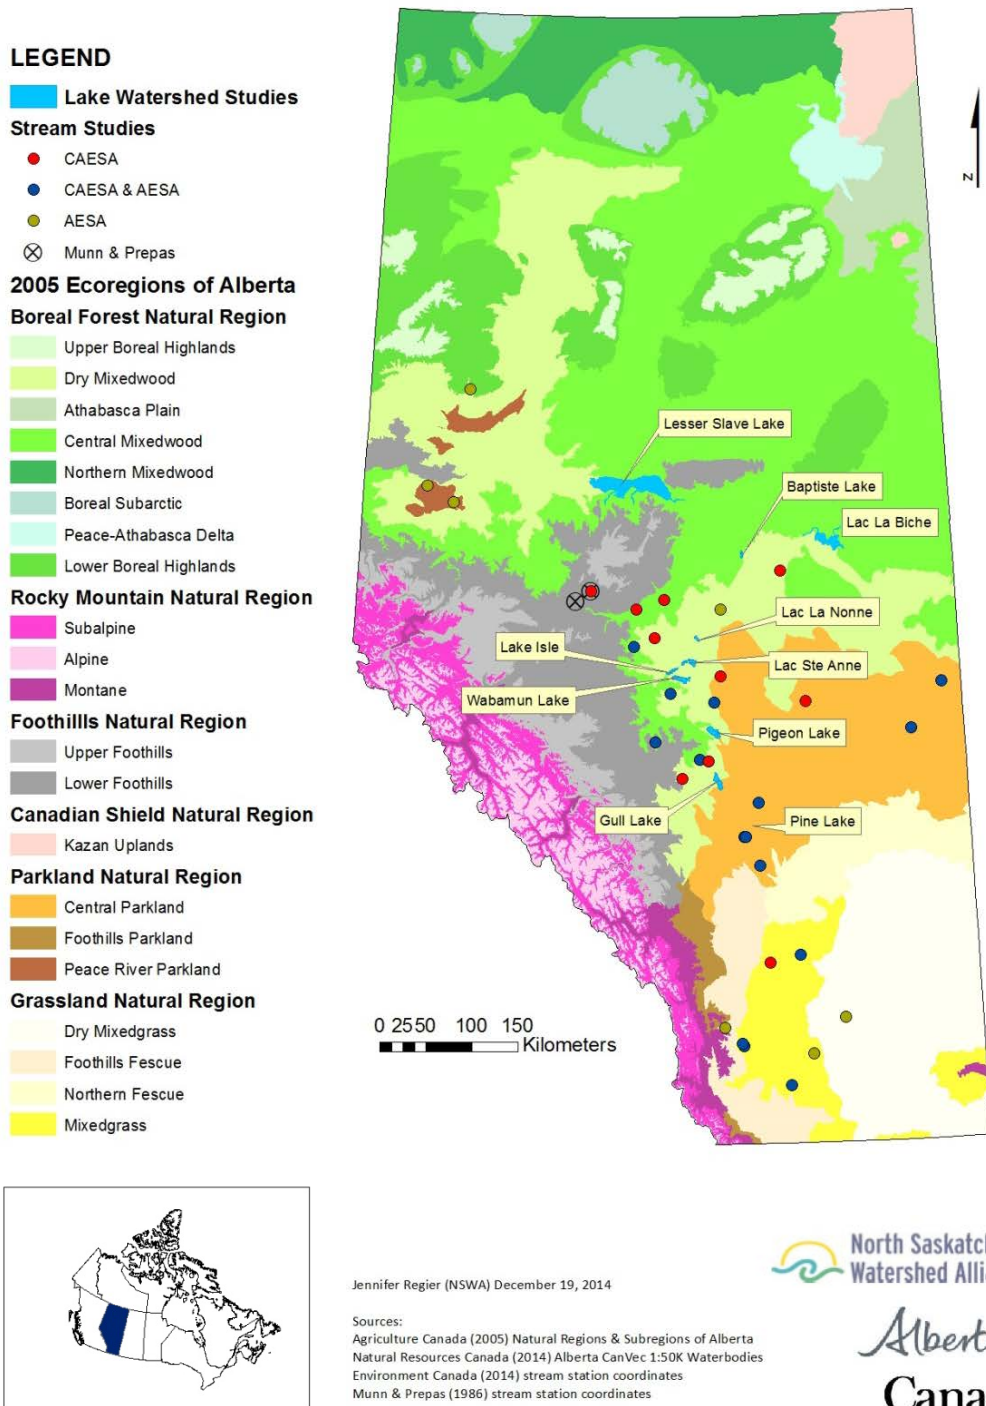 LEGEND
Lake Watershed Studies
Stream Studies
CAESA
CAESA & AESA
AESA
Munn & Prepas
2005 Ecoregions of Alberta
Boreal Forest Natural Region
Upper Boreal Highlands
Dry Mixedwood
Athabasca Plain
Central Mixedwood
Northern Mixedwood
Boreal Subarctic
Peace-Athabasca Delta
Lower Boreal Highlands
Rocky Mountain Natural Region
Subalpine
Alpine
Montane
Foothillls Natural Region
Upper Foothills
Lower Foothills
Canadian Shield Natural Region
Kazan Uplands
Parkland Natural Region
Central Parkland
Foothills Parkland
Peace River Parkland
Grassland Natural Region
Dry Mixedgrass
Foothills Fescue
Northern Fescue
Mixedgrass
N
Lesser Slave Lake
Baptiste Lake
Lac La Biche
Lac La Nonne
Lake Isle
Lac Ste Anne
Wabamun Lake
Pigeon Lake
Gull Lake
Pine Lake
0 25 50 100 150
Kilometers
Jennifer Regier (NSWA) December 19, 2014
Sources:
Agriculture Canada (2005) Natural Regions & Subregions of Alberta
Natural Resources Canada (2014) Alberta CanVec 1:50K Waterbodies
Environment Canada (2014) stream station coordinates
Munn & Prepas (1986) stream station coordinates
North Saskatch
Watershed Allia
Albert
Cana